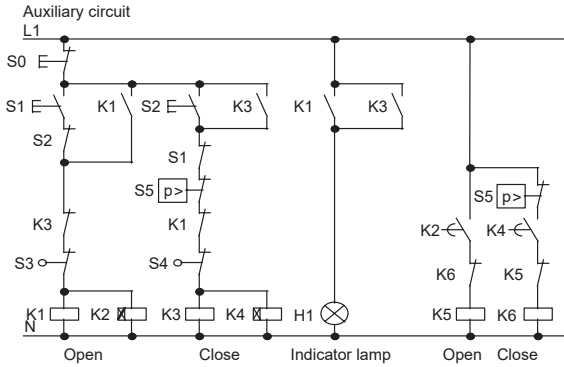 Auxiliary circuit
L1
S0
S1 K1 S2 K3 K1 K3
S2
S1
S5 p>
S5 p>
K3 K1
K2 K4
S3 S4
K6 K5
K1 K2 K3 K4 H1 K5 K6
N
Open Close Indicator lamp Open Close